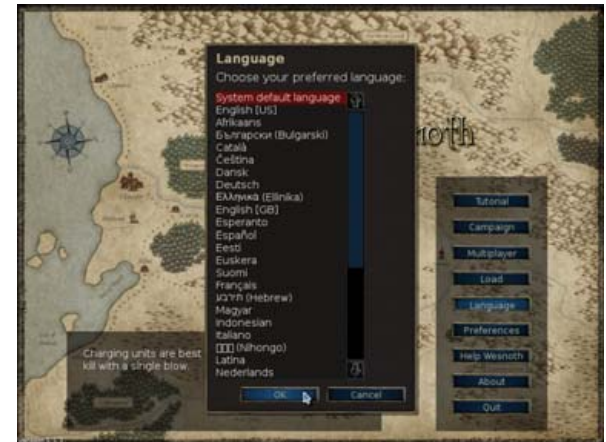 Language
Choose your preferred language:
System default language
English [US]
Afrikaans
Български (Bulgarski)
Català
Čeština
Dansk
Deutsch
Ελληνικά (Ellinika)
English [GB]
Esperanto
Español
Eesti
Euskera
Suomi
Français
עברית (Hebrew)
Magyar
Indonesian
Italiano
(Nihongo)
Latina
Nederlands
OK
Cancel
noth
Tutorial
Campaign
Multiplayer
Load
Language
Preferences
Help Wesnoth
About
Quit
Charging units are best
kill with a single blow.